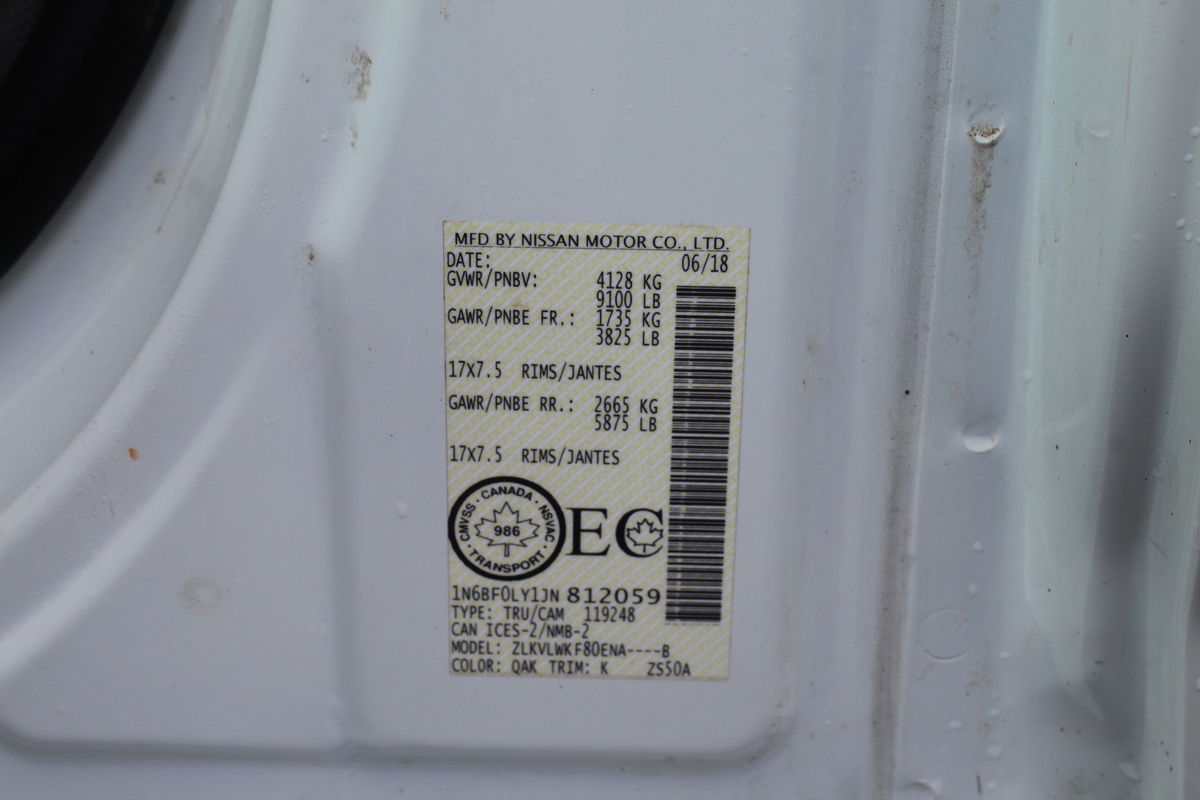 MFD BY NISSAN MOTOR CO., LTD.
DATE: 06/18
GVWR/PNBV: 4128 KG
9100 LB
GAWR/PNBE FR.: 1735 KG
3825 LB
17X7.5 RIMS/JANTES
GAWR/PNBE RR.: 2665 KG
5875 LB
17X7.5 RIMS/JANTES
CMVSS · CANADA · NSVAC · TRANSPORT ·
986
EC
1N6BF0LY1JN 812059
TYPE: TRU/CAM 119248
CAN ICES-2/NMB-2
MODEL: ZLKVLWKF80ENA----B
COLOR: QAK TRIM: K ZS50A